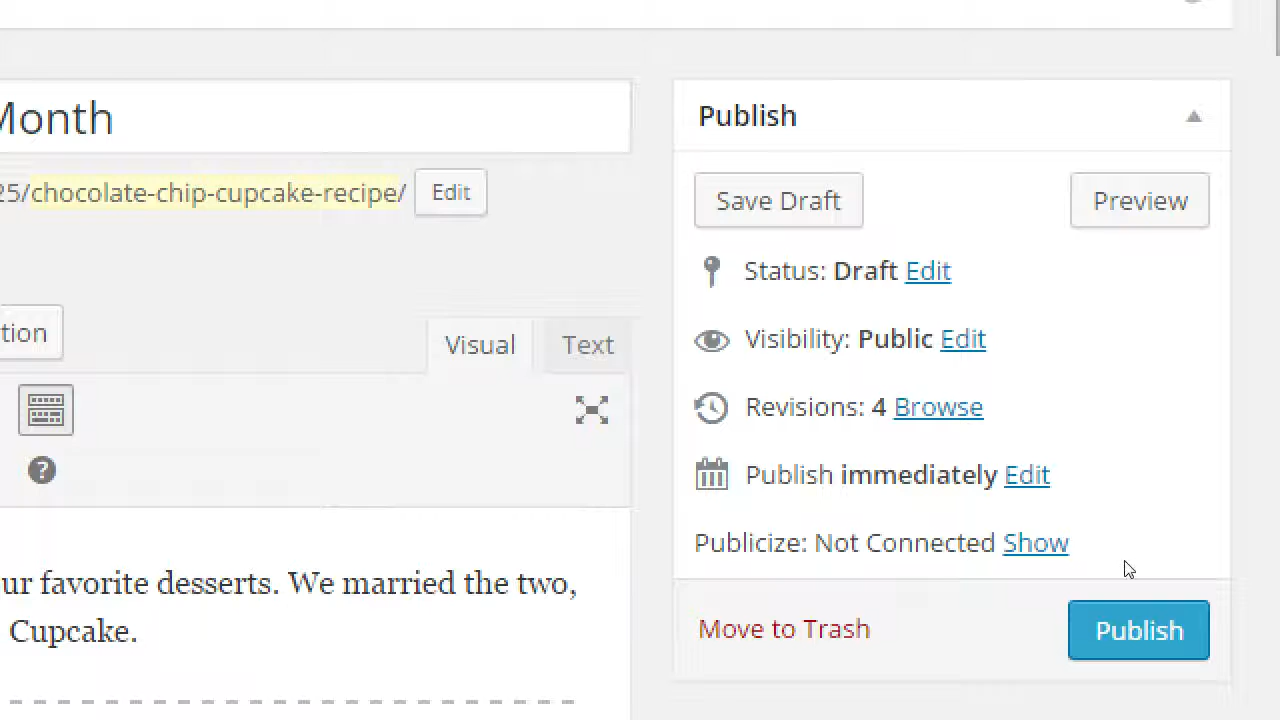 Month
25/chocolate-chip-cupcake-recipe/ Edit
tion
Visual Text
?
ur favorite desserts. We married the two,
Cupcake.
Publish
Save Draft Preview
Status: Draft Edit
Visibility: Public Edit
Revisions: 4 Browse
Publish immediately Edit
Publicize: Not Connected Show
Move to Trash Publish